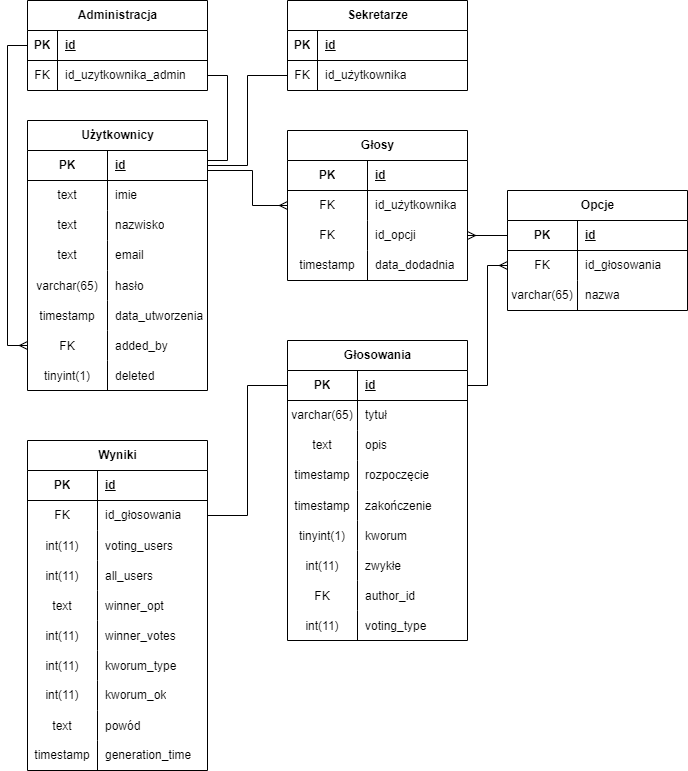 Administracja
PK id
FK id_uzytkownika_admin
Sekretarze
PK id
FK id_użytkownika
Użytkownicy
PK id
text imie
text nazwisko
text email
varchar(65) hasło
timestamp data_utworzenia
FK added_by
tinyint(1) deleted
Głosy
PK id
FK id_użytkownika
FK id_opcji
timestamp data_dodadnia
Opcje
PK id
FK id_głosowania
varchar(65) nazwa
Głosowania
PK id
varchar(65) tytuł
text opis
timestamp rozpoczęcie
timestamp zakończenie
tinyint(1) kworum
int(11) zwykłe
FK author_id
int(11) voting_type
Wyniki
PK id
FK id_głosowania
int(11) voting_users
int(11) all_users
text winner_opt
int(11) winner_votes
int(11) kworum_type
int(11) kworum_ok
text powód
timestamp generation_time